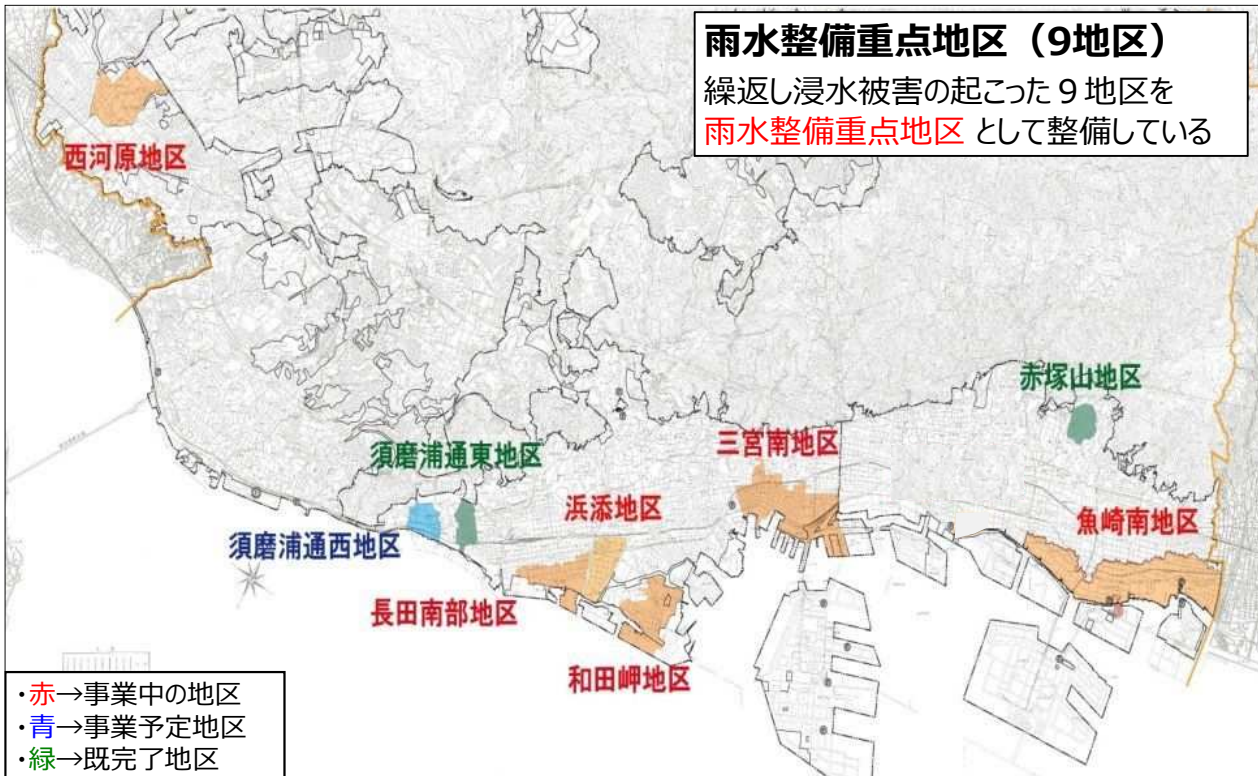 雨水整備重点地区（9地区）
繰返し浸水被害の起こった９地区を
雨水整備重点地区 として整備している
西河原地区
赤塚山地区
三宮南地区
須磨浦通東地区
浜添地区
魚崎南地区
須磨浦通西地区
長田南部地区
和田岬地区
・赤→事業中の地区
・青→事業予定地区
・緑→既完了地区